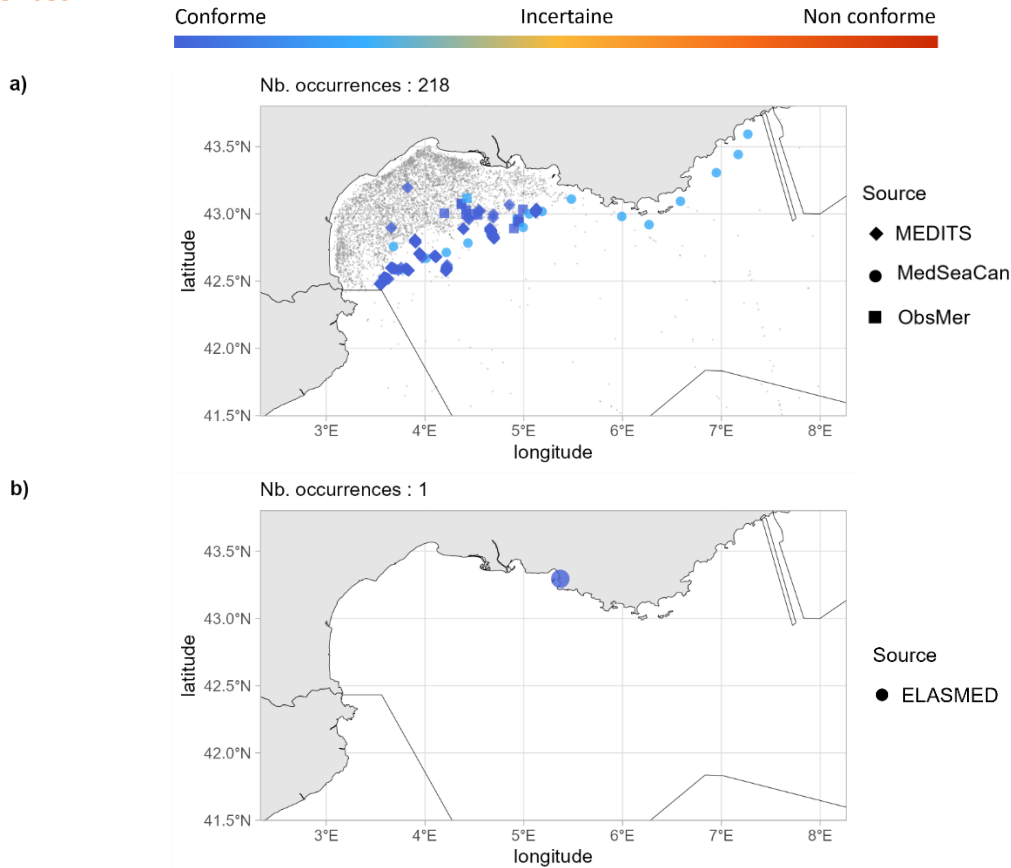 Conforme Incertaine Non conforme
a)
Nb. occurrences : 218
43.5°N
43.0°N
42.5°N
42.0°N
41.5°N
latitude
3°E 4°E 5°E 6°E 7°E 8°E
longitude
Source
MEDITS
MedSeaCan
ObsMer
b)
Nb. occurrences : 1
43.5°N
43.0°N
42.5°N
42.0°N
41.5°N
latitude
3°E 4°E 5°E 6°E 7°E 8°E
longitude
Source
ELASMED